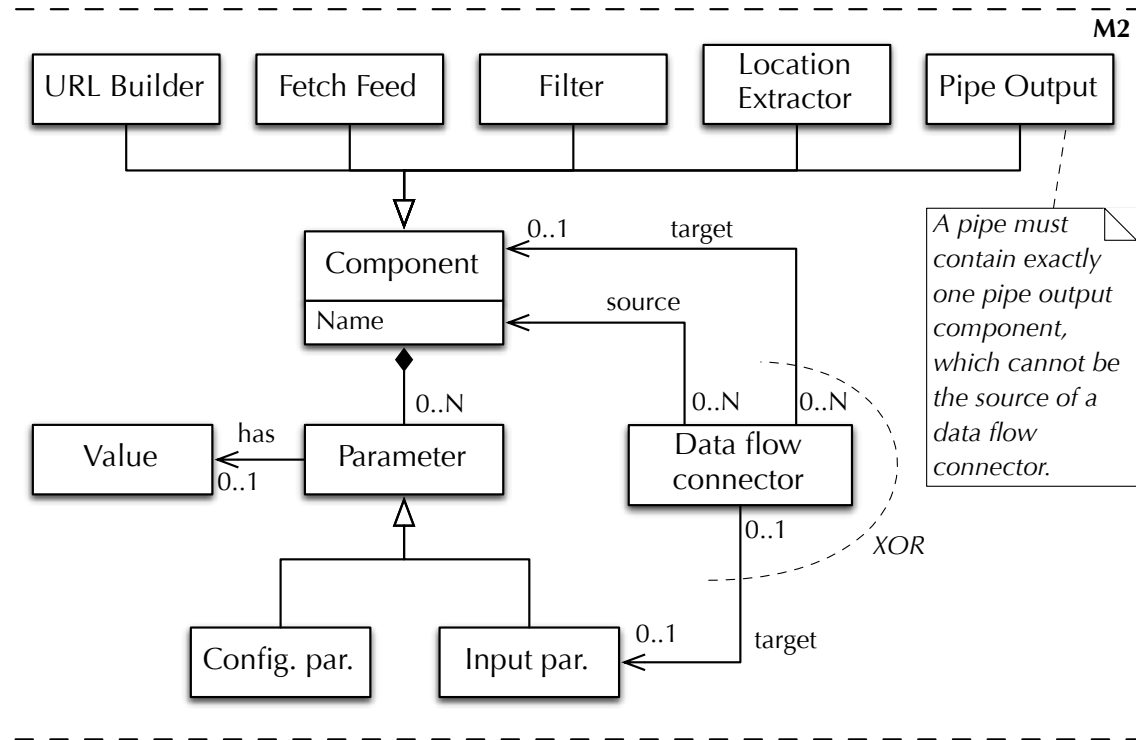 M2
URL Builder
Fetch Feed
Filter
Location
Extractor
Pipe Output
0..1
target
Component
Name
source
A pipe must
contain exactly
one pipe output
component,
which cannot be
the source of a
data flow
connector.
0..N
0..N
0..N
Value
has
0..1
Parameter
Data flow
connector
0..1
XOR
Config. par.
Input par.
0..1
target